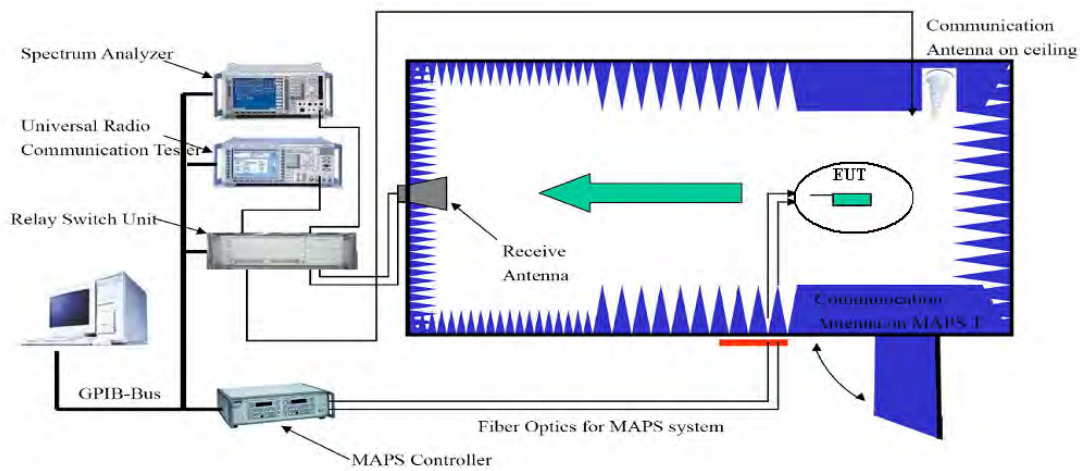 Communication
Antenna on ceiling
Spectrum Analyzer
Universal Radio
Communication Tester
EUT
Relay Switch Unit
Receive
Antenna
Communication
Antenna on MAPS T
GPIB-Bus
Fiber Optics for MAPS system
MAPS Controller